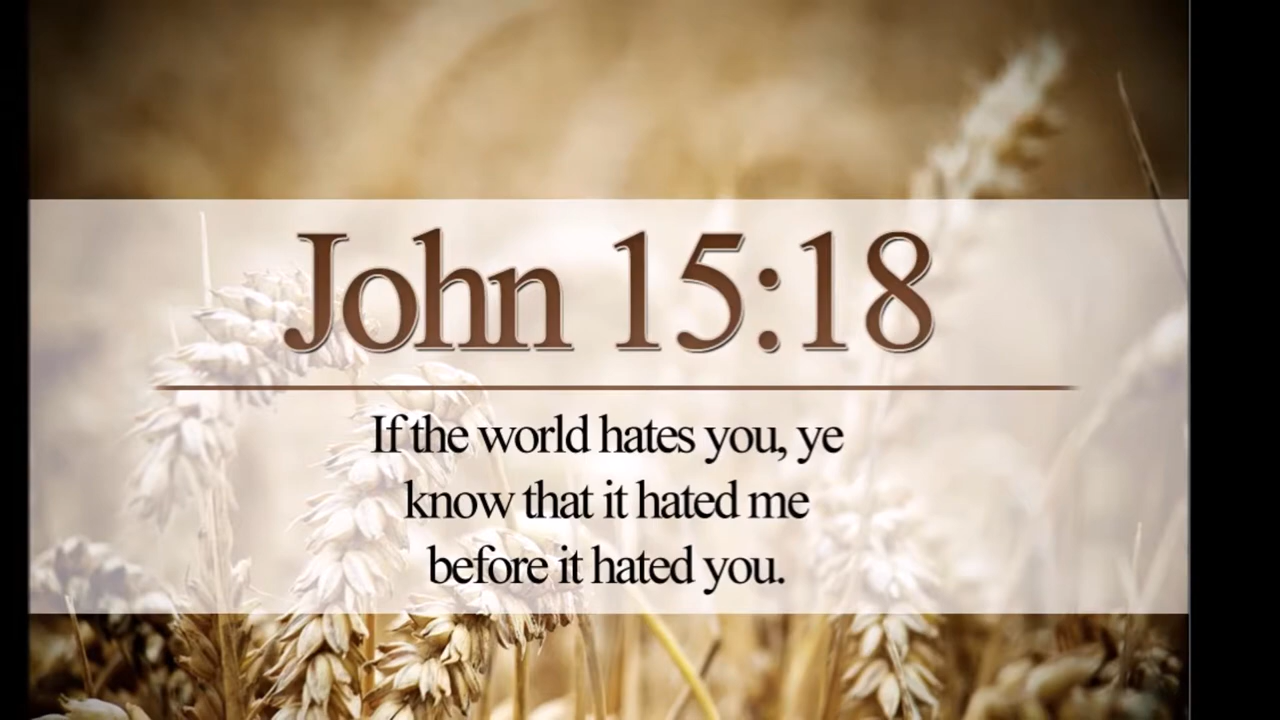 John 15:18
If the world hates you, ye
know that it hated me
before it hated you.